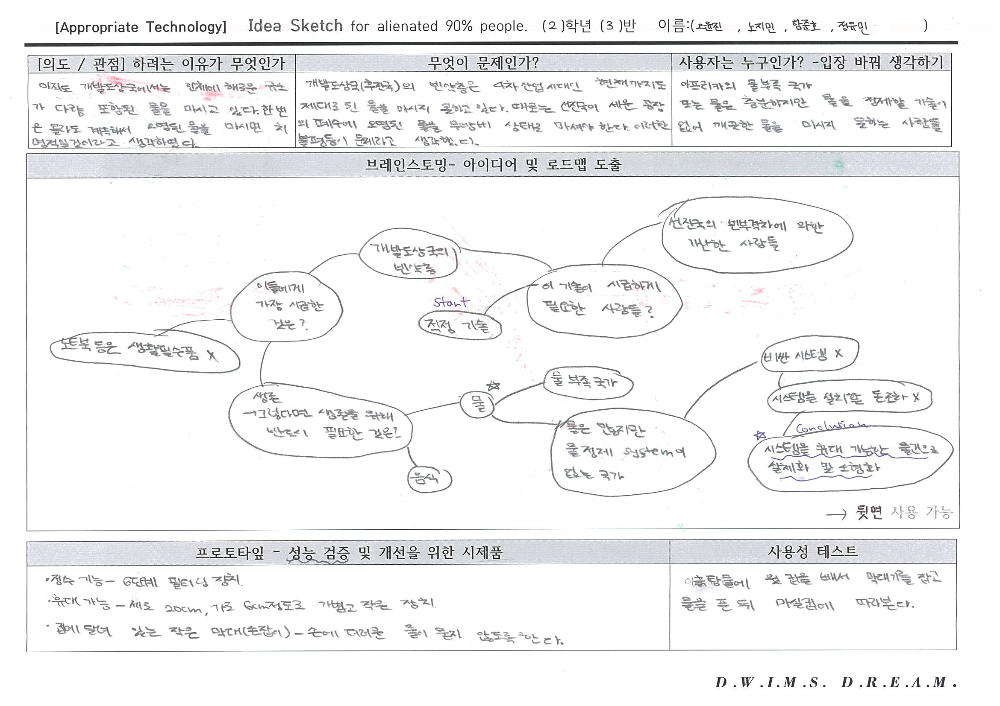 [Appropriate Technology] Idea Sketch for alienated 90% people. (2)학년 (3)반 이름:(오윤진 , 노지민 , 함준호 , 정유민 )
[의도 / 관점] 하려는 이유가 무엇인가
아직도 개발도상국에서는 인체에 해로운 규소
가 다량 포함된 물을 마시고 있다. 한번
은 몰라도 계속해서 오염된 물을 마시면 치
명적일것이라고 생각하였다.
무엇이 문제인가?
개발도상국(후진국)의 빈약층은 4차 산업시대인 현재까지도
제대로 된 물을 마시지 못하고 있다. 때로는 선진국이 세운 공장
의 폐수에 오염된 물을 무방비 상태로 마셔야 한다. 이러한
불평등이 문제라고 생각했다.
사용자는 누구인가? -입장 바꿔 생각하기
아프리카의 물부족 국가
또는 물은 충분하지만 물을 정제할 기술이
없어 깨끗한 물을 마시지 못하는 사람들
브레인스토밍- 아이디어 및 로드맵 도출
선진국의 빈부격차에 의한
가난한 사람들
개발도상국의
빈약층
이들에게
가장 시급한
것은?
이 기술이 시급하게
필요한 사람들?
start
적정 기술
노트북 등은 생활필수품 X
비싼 시스템 X
물 부족 국가
생존
→그렇다면 생존을 위해
반드시 필요한 것은?
☆
물
시스템을 설치할 돈조차 X
물은 많지만
물 정제 system이
없는 국가
Conclusion
☆
시스템을 휴대 가능한 물건으로
실제화 및 소형화
음식
→ 뒷면 사용 가능
프로토타잎 - 성능 검증 및 개선을 위한 시제품
·정수 기능 - 6단계 필터링 장치.
·휴대 가능 - 세로 20cm, 가로 6cm정도로 가볍고 작은 장치.
·컵에 달려 있는 작은 막대(손잡이) - 손에 더러운 물이 묻지 않도록 한다.
사용성 테스트
흙탕물에 윗 컵을 빼서 막대기를 잡고
물을 푼 뒤 마실컵에 따라본다.
D.W.I.M.S. D.R.E.A.M.